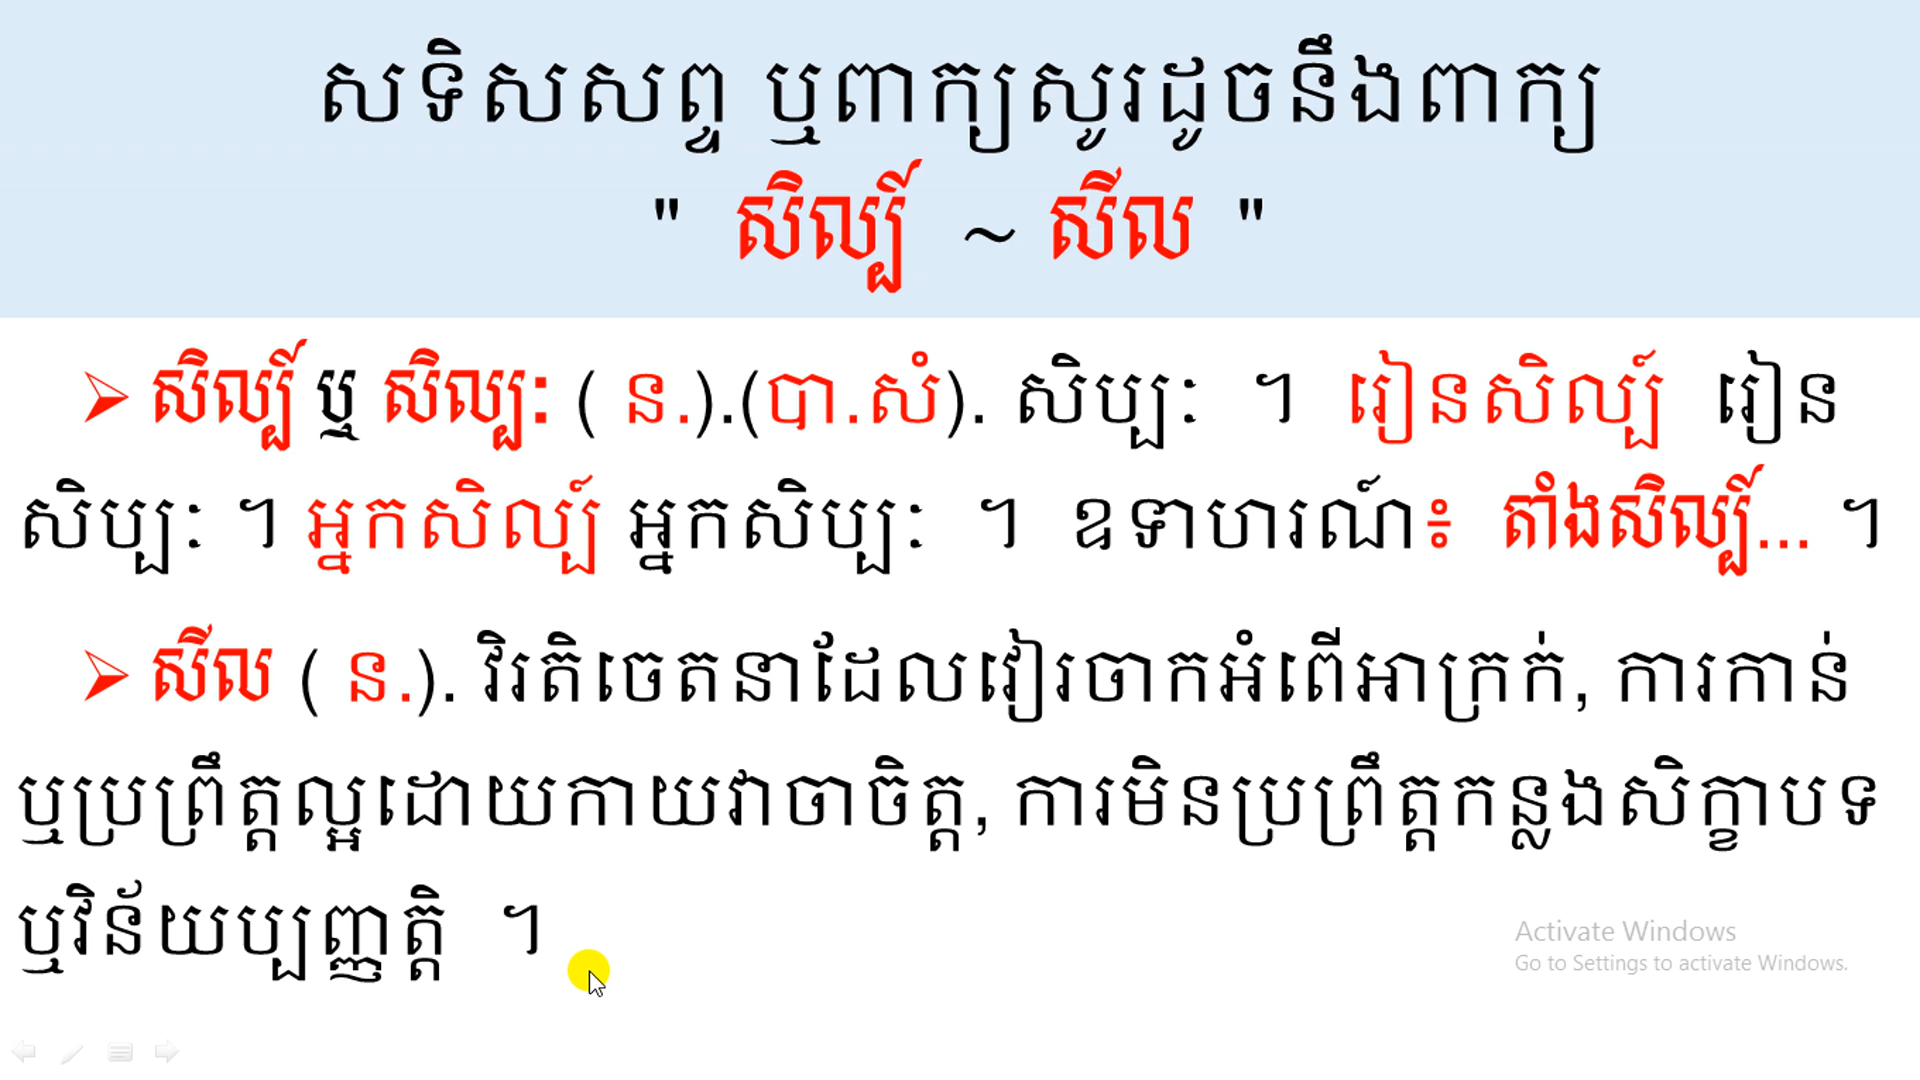 សទិសសព្ទ ឬពាក្យសូរដូចនឹងពាក្យ
" សិល្ប៍ ~ សីល "
➢ សិល្ប៍ ឬ សិល្បៈ ( ន.).(បា.សំ). សិប្បៈ ។ រៀនសិល្ប៍ រៀន
សិប្បៈ ។ អ្នកសិល្ប៍ អ្នកសិប្បៈ ។ ឧទាហរណ៍៖ តាំងសិល្ប៍... ។
➢ សីល ( ន.). វិរតិចេតនាដែលវៀរចាកអំពើអាក្រក់, ការកាន់
ឬប្រព្រឹត្តល្អដោយកាយវាចាចិត្ត, ការមិនប្រព្រឹត្តកន្លងសិក្ខាបទ
ឬវិន័យប្បញ្ញត្តិ ។
Activate Windows
Go to Settings to activate Windows.